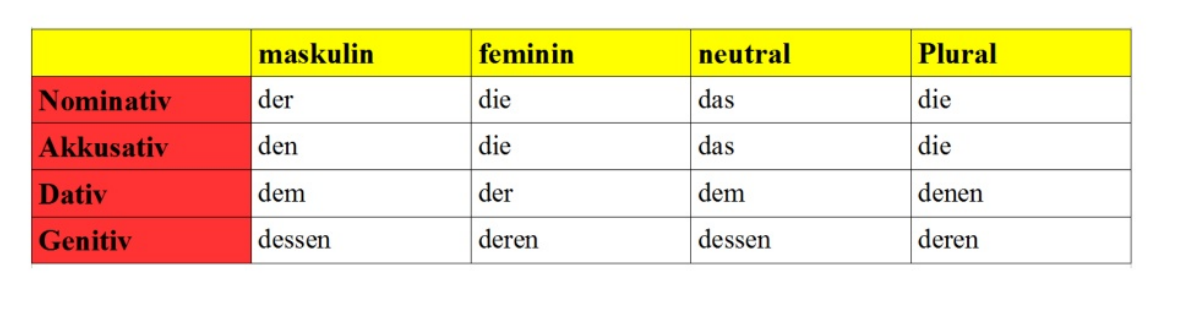 maskulin feminin neutral Plural
Nominativ der die das die
Akkusativ den die das die
Dativ dem der dem denen
Genitiv dessen deren dessen deren